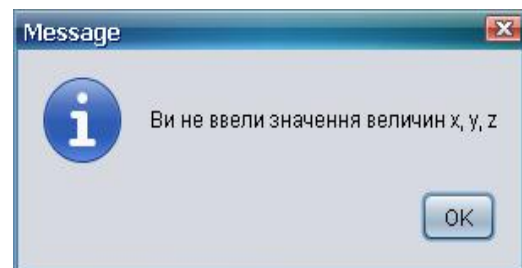 Message
Ви не ввели значення величин x, y, z
OK